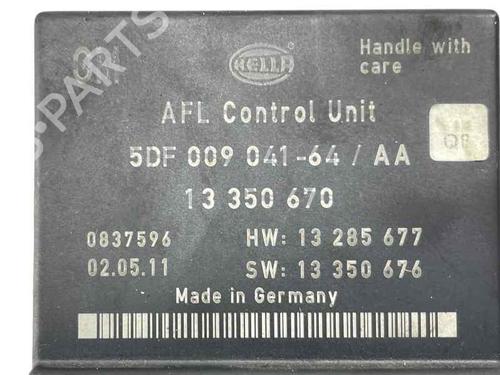 HELLA
Handle with
care
AFL Control Unit
5DF 009 041-64 / AA
13 350 670
0837596 HW: 13 285 677
02.05.11 SW: 13 350 676
Made in Germany
PARTS